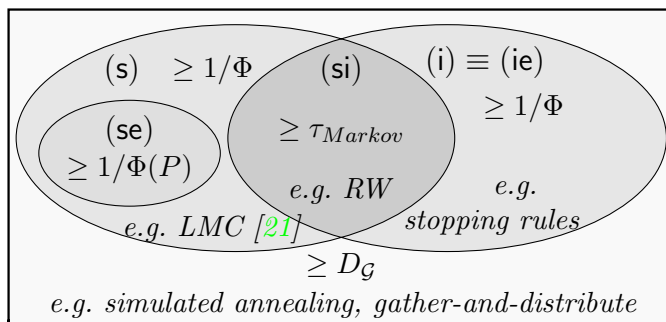 (s) ≥ 1/Φ (si) (i) ≡ (ie)
≥ 1/Φ
(se)
≥ 1/Φ(P) ≥ τ_Markov
e.g. RW e.g.
e.g. LMC [21] stopping rules
≥ D_𝒢
e.g. simulated annealing, gather-and-distribute